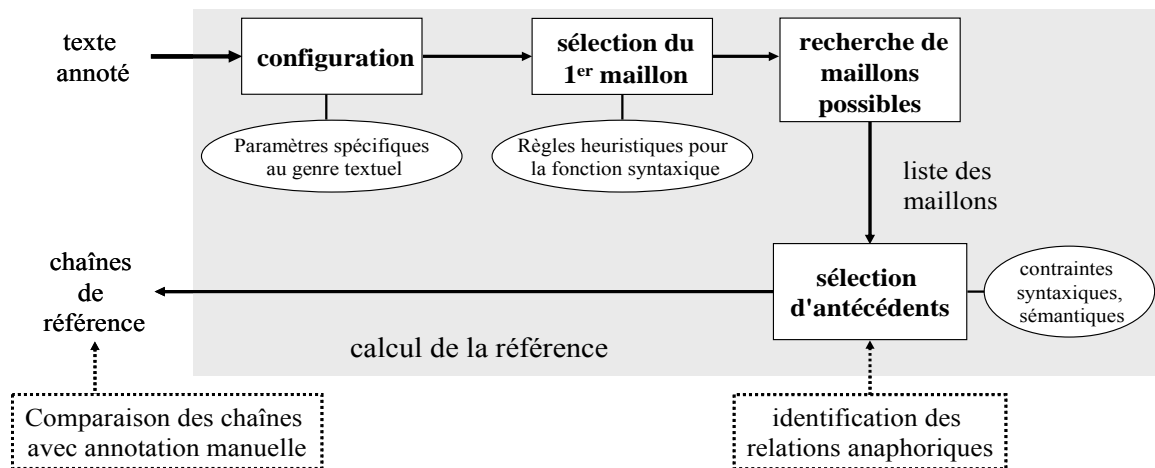 texte
annoté
configuration
sélection du
1er maillon
recherche de
maillons
possibles
Paramètres spécifiques
au genre textuel
Règles heuristiques pour
la fonction syntaxique
liste des
maillons
chaînes
de
référence
sélection
d'antécédents
contraintes
syntaxiques,
sémantiques
calcul de la référence
Comparaison des chaînes
avec annotation manuelle
identification des
relations anaphoriques